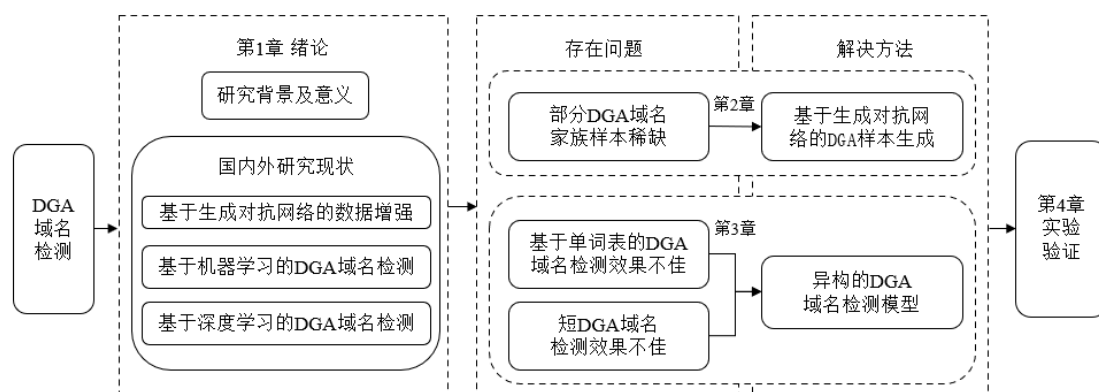 DGA
域名
检测
第1章 绪论
研究背景及意义
国内外研究现状
基于生成对抗网络的数据增强
基于机器学习的DGA域名检测
基于深度学习的DGA域名检测
存在问题
解决方法
部分DGA域名
家族样本稀缺
第2章
基于生成对抗网
络的DGA样本生成
基于单词表的DGA
域名检测效果不佳
第3章
短DGA域名
检测效果不佳
异构的DGA
域名检测模型
第4章
实验
验证